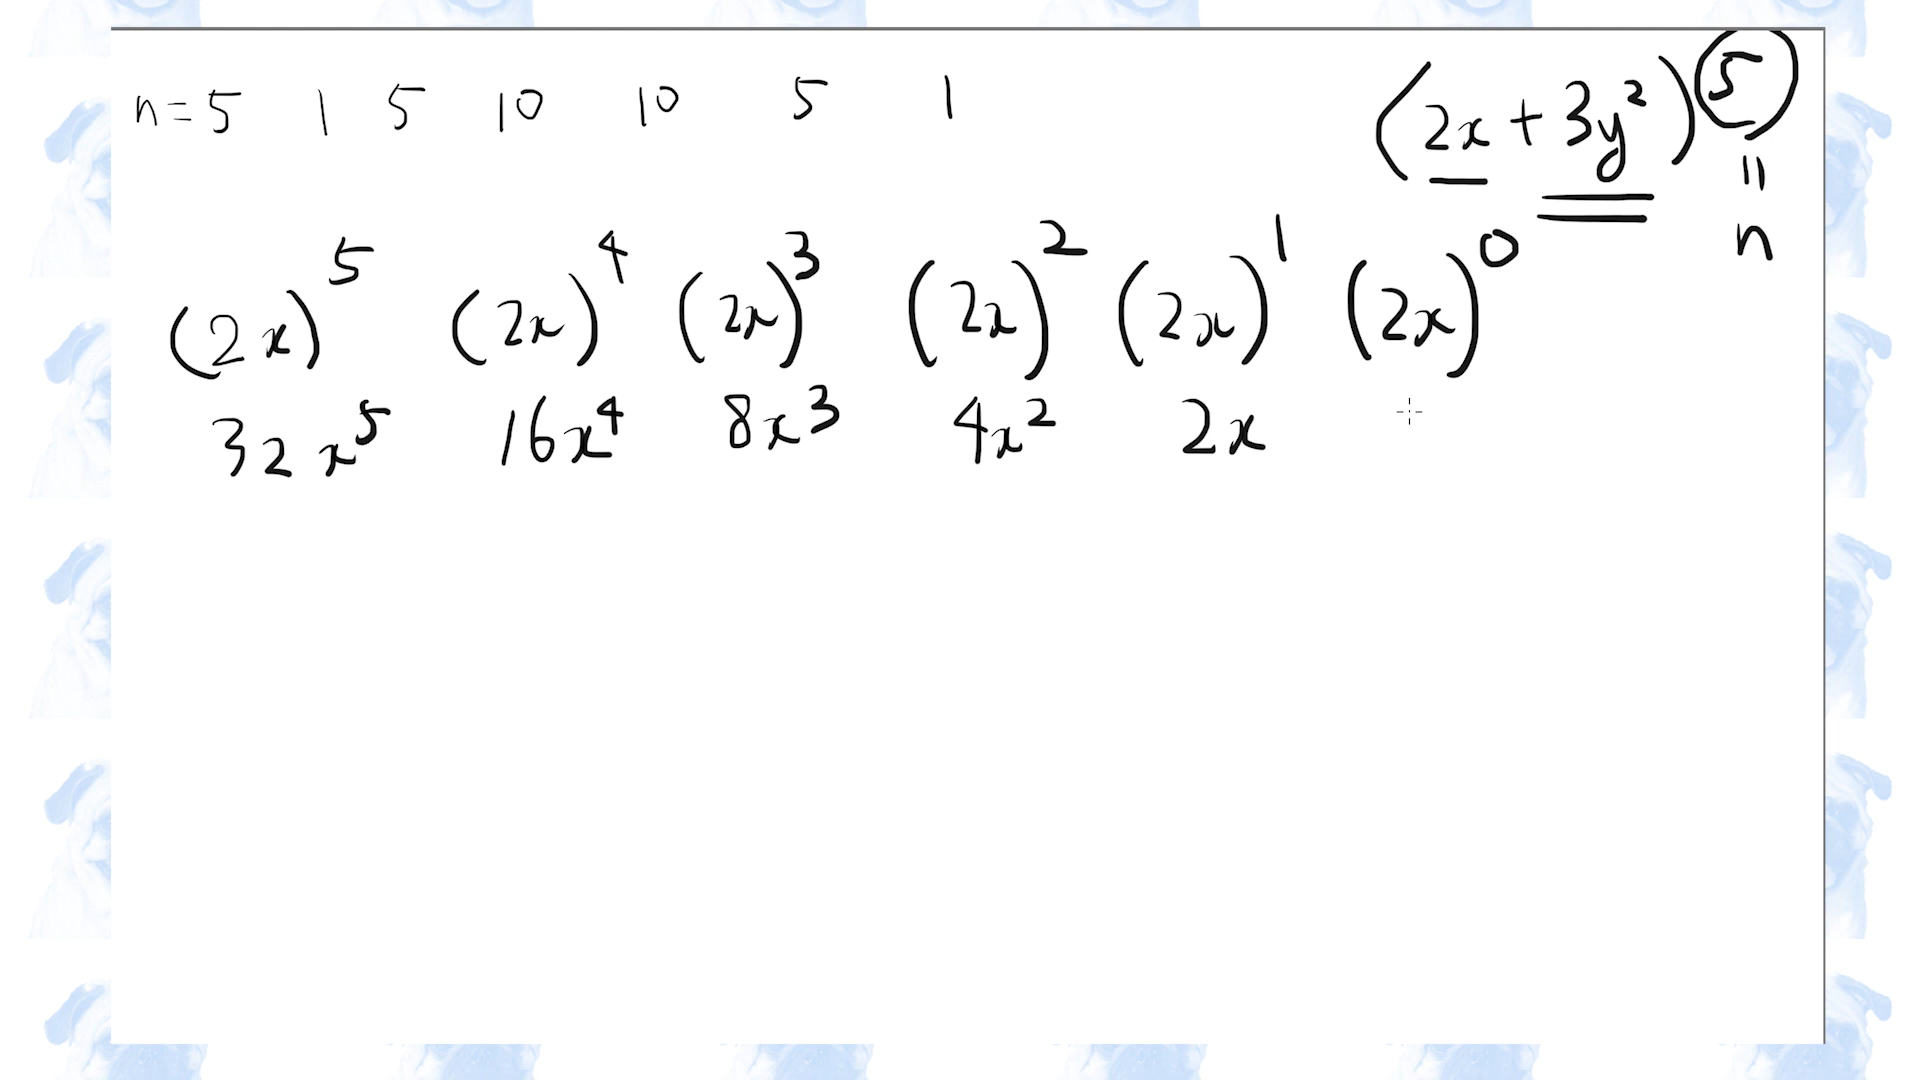 n=5 1 5 10 10 5 1
(2x+3y²)⁵
=
n
(2x)⁵ (2x)⁴ (2x)³ (2x)² (2x)¹ (2x)⁰
32x⁵ 16x⁴ 8x³ 4x² 2x